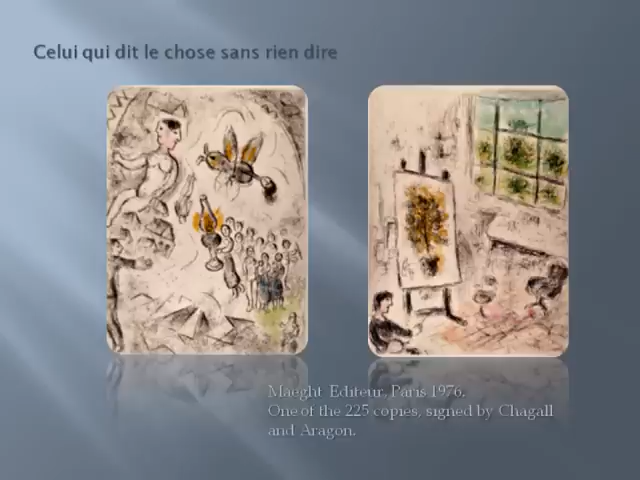 Celui qui dit le chose sans rien dire
Maeght Editeur, Paris 1976.
One of the 225 copies, signed by Chagall
and Aragon.